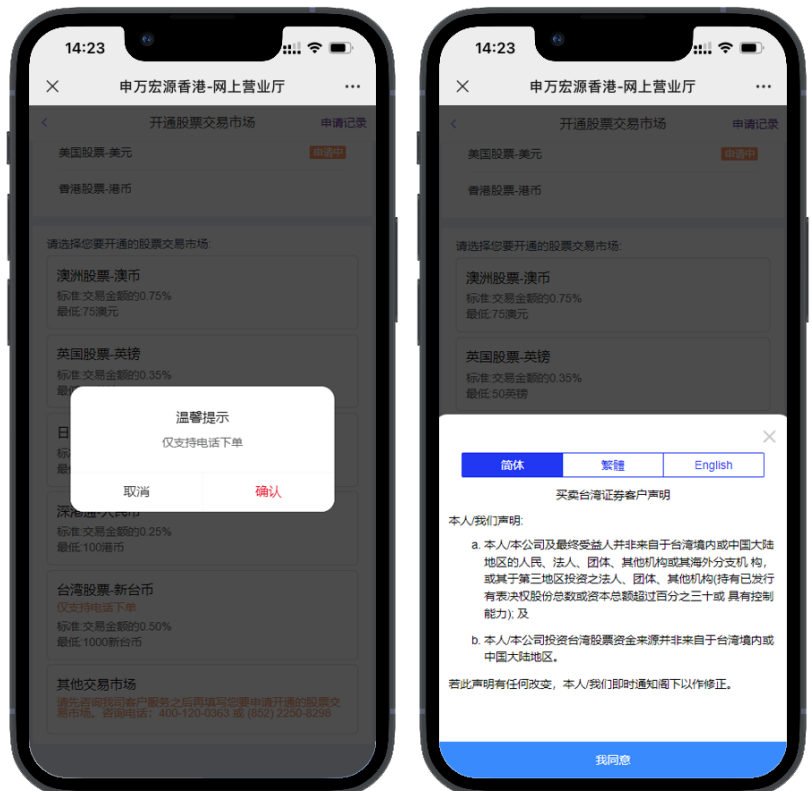 14:23
申万宏源香港-网上营业厅
开通股票交易市场
申请记录
美国股票-美元
申请中
香港股票-港币
请选择您要开通的股票交易市场:
澳洲股票-澳币
标准:交易金额的0.75%
最低:75澳元
英国股票-英镑
标准:交易金额的0.35%
温馨提示
仅支持电话下单
取消
确认
深港通-人民币
标准:交易金额的0.25%
最低:100港币
台湾股票-新台币
仅支持电话下单
标准:交易金额的0.50%
最低:1000新台币
其他交易市场
请先咨询我司客户服务之后再填写您要申请开通的股票交
易市场。咨询电话：400-120-0363 或 (852) 2250-8298
14:23
申万宏源香港-网上营业厅
开通股票交易市场
申请记录
美国股票-美元
申请中
香港股票-港币
请选择您要开通的股票交易市场:
澳洲股票-澳币
标准:交易金额的0.75%
最低:75澳元
英国股票-英镑
标准:交易金额的0.35%
最低:50英镑
简体
繁體
English
买卖台湾证券客户声明
本人/我们声明:
a. 本人/本公司及最终受益人并非来自于台湾境内或中国大陆
地区的人民、法人、团体、其他机构或其海外分支机 构，
或其于第三地区投资之法人、团体、其他机构(持有已发行
有表决权股份总数或资本总额超过百分之三十或 具有控制
能力); 及
b. 本人/本公司投资台湾股票资金来源并非来自于台湾境内或
中国大陆地区。
若此声明有任何改变，本人/我们即时通知阁下以作修正。
我同意